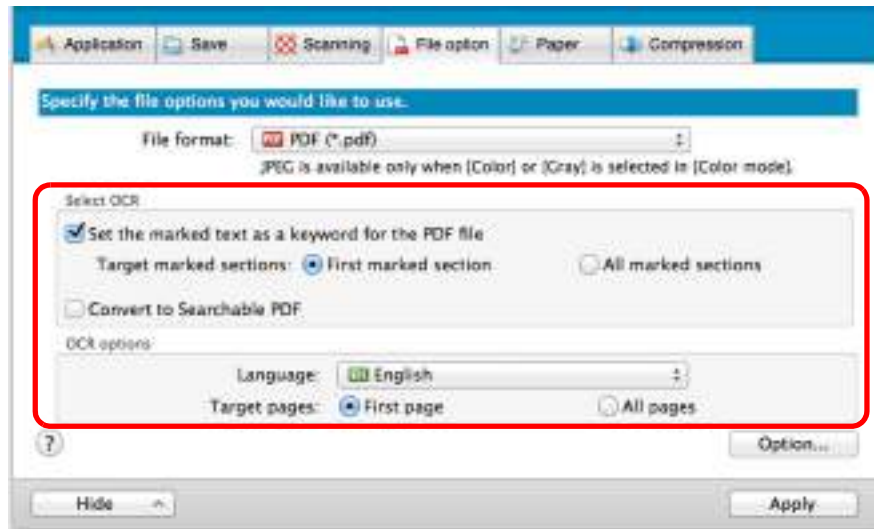 Application Save Scanning File option Paper Compression
Specify the file options you would like to use.
File format: PDF (*.pdf)
JPEG is available only when [Color] or [Gray] is selected in [Color mode].
Select OCR
Set the marked text as a keyword for the PDF file
Target marked sections: First marked section All marked sections
Convert to Searchable PDF
OCR options
Language: English
Target pages: First page All pages
? Option...
Hide Apply